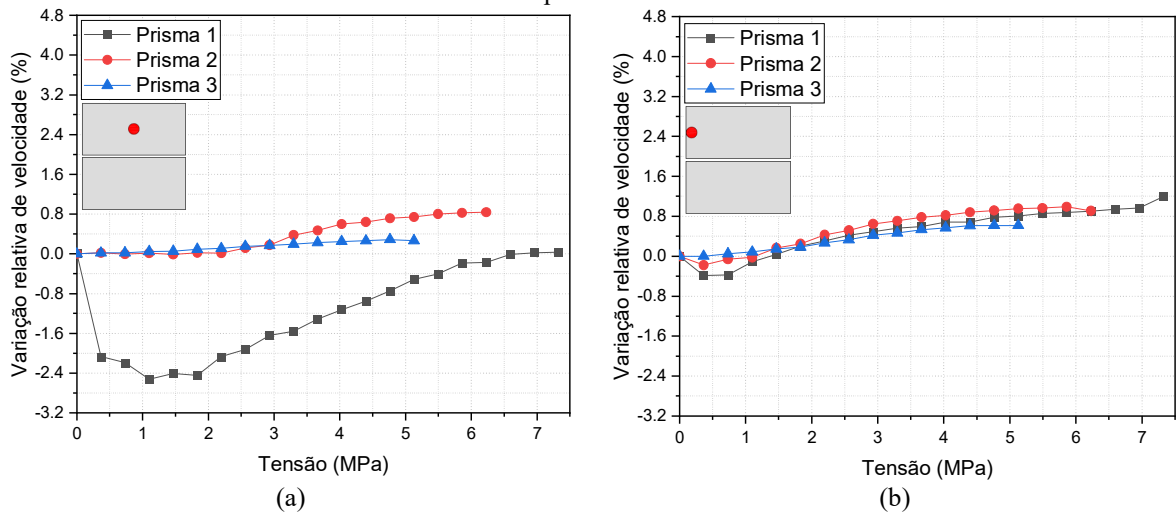 (a)
Variação relativa de velocidade (%)
4.8
4.0
3.2
2.4
1.6
0.8
0.0
-0.8
-1.6
-2.4
-3.2
Prisma 1
Prisma 2
Prisma 3
0 1 2 3 4 5 6 7
Tensão (MPa)
(b)
Variação relativa de velocidade (%)
4.8
4.0
3.2
2.4
1.6
0.8
0.0
-0.8
-1.6
-2.4
-3.2
Prisma 1
Prisma 2
Prisma 3
0 1 2 3 4 5 6 7
Tensão (MPa)